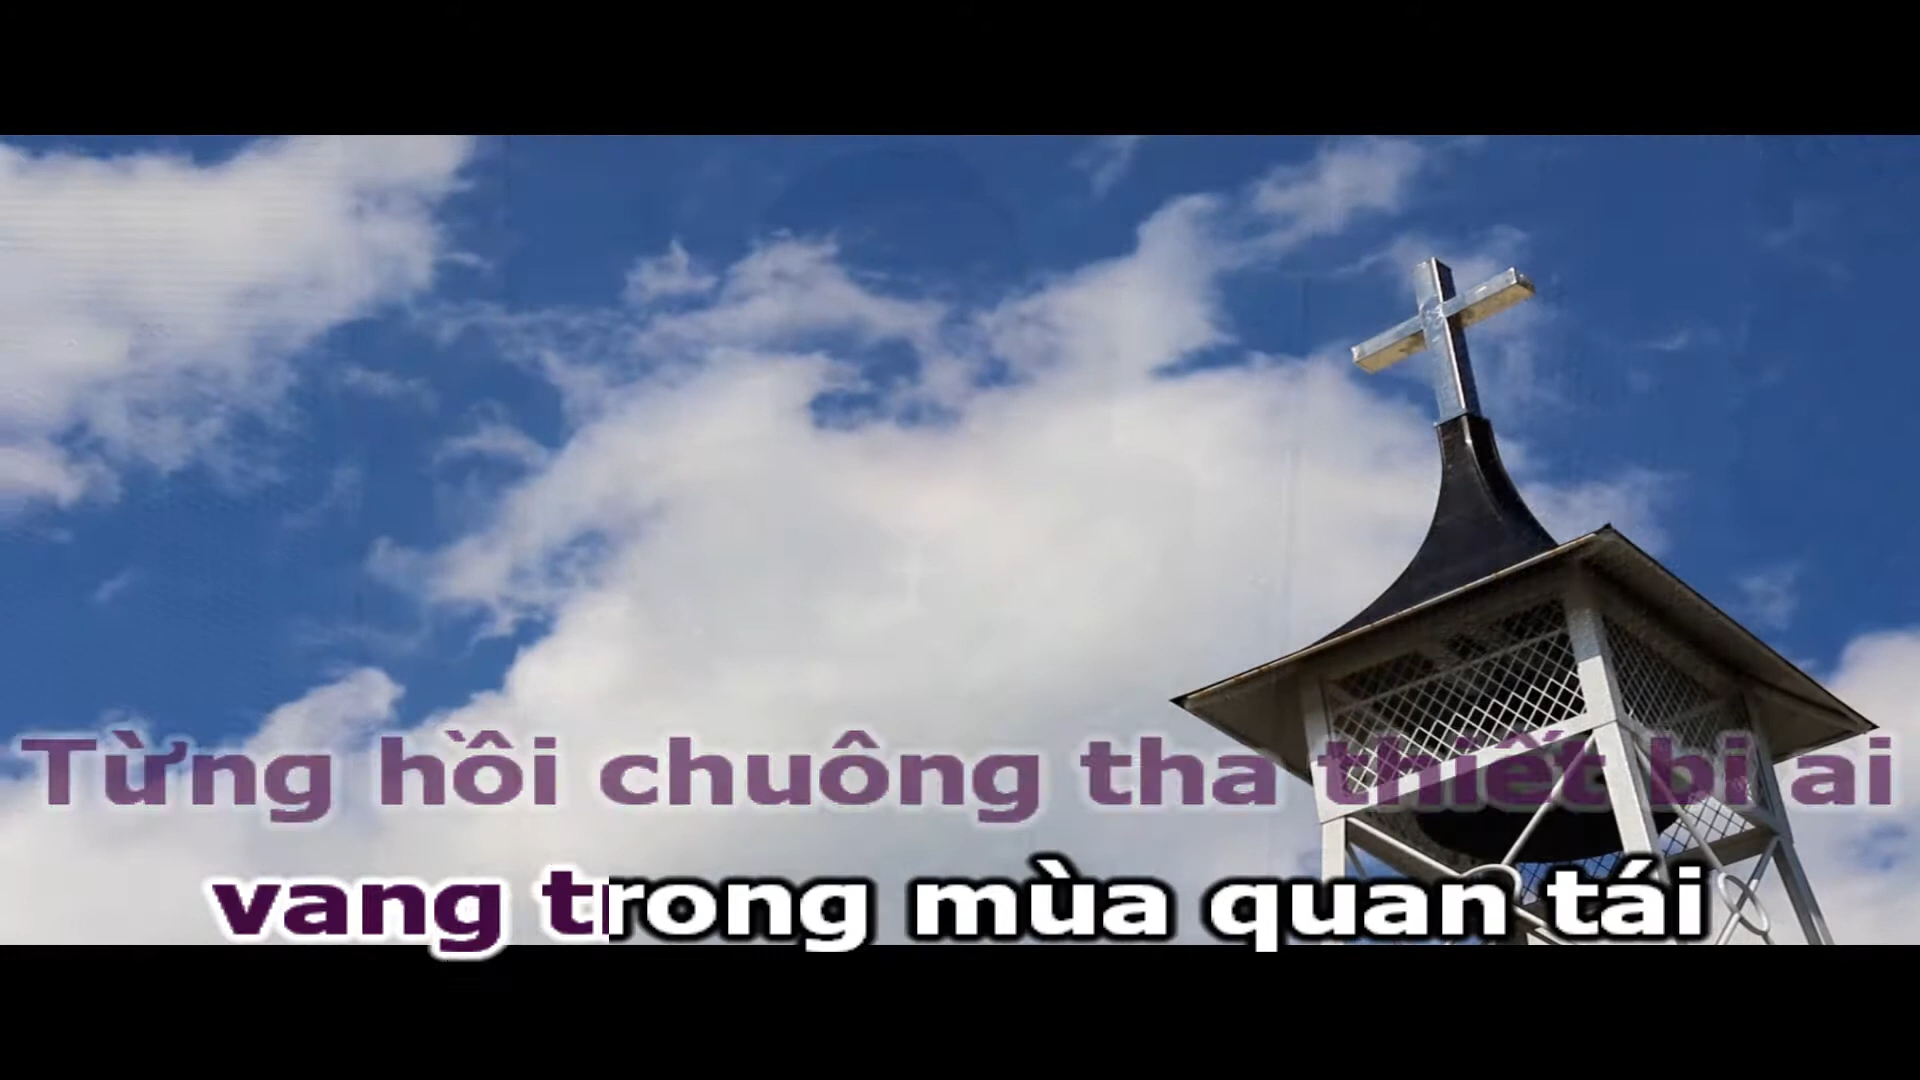 Từng hồi chuông tha thiết bi ai
vang trong mùa quan tái